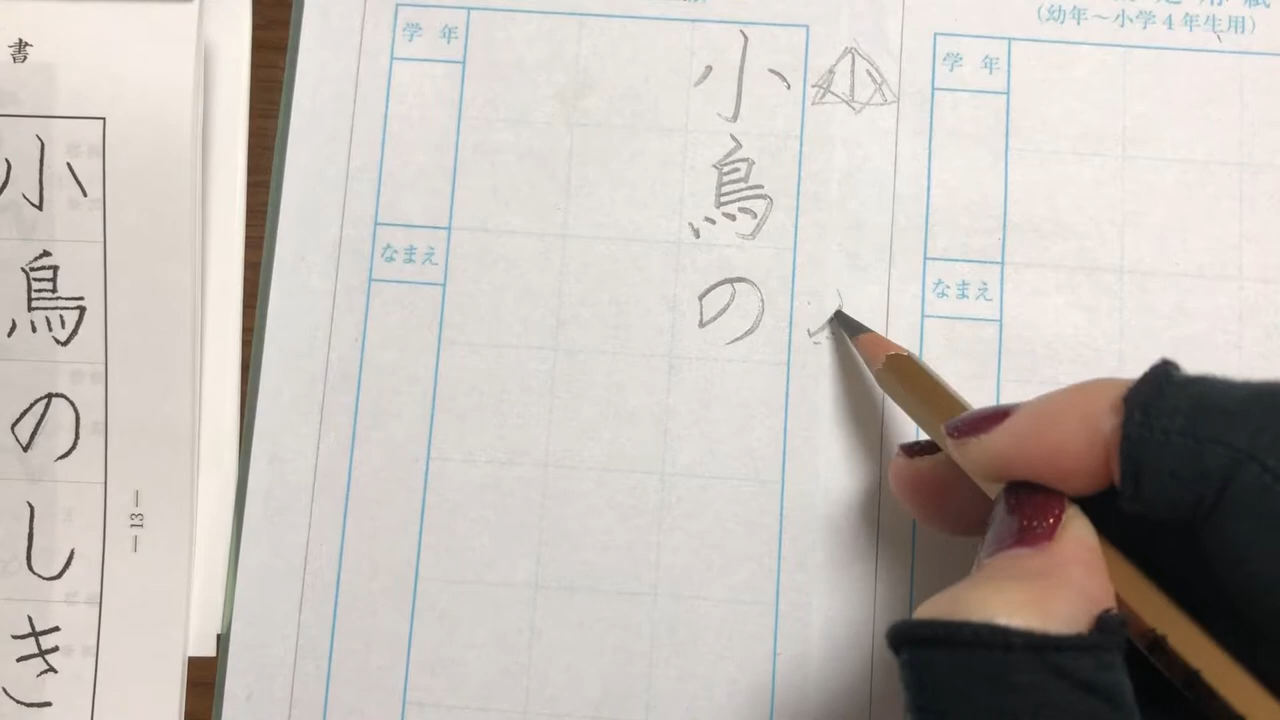 書
小鳥のしき
— 13 —
学年
なまえ
小鳥の
(幼年～小学4年生用)
学年
なまえ